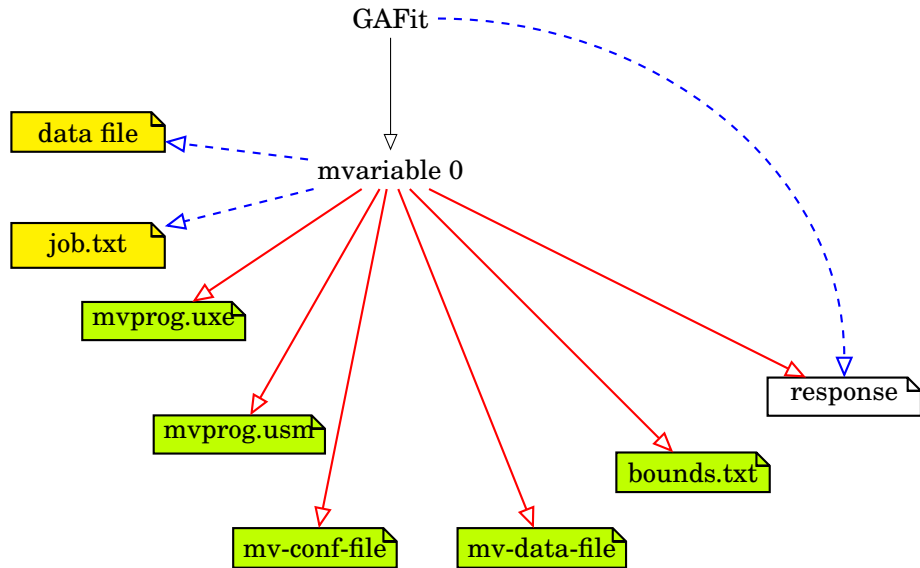 GAFit
data file
mvariable 0
job.txt
mvprog.uxe
response
mvprog.usm
bounds.txt
mv-conf-file
mv-data-file